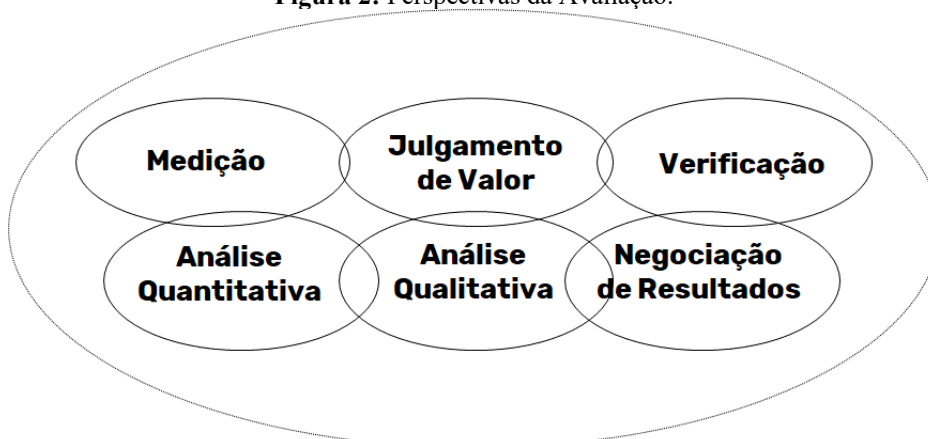 Figura 2: Perspectivas da Avaliação.
Medição
Julgamento
de Valor
Verificação
Análise
Quantitativa
Análise
Qualitativa
Negociação
de Resultados